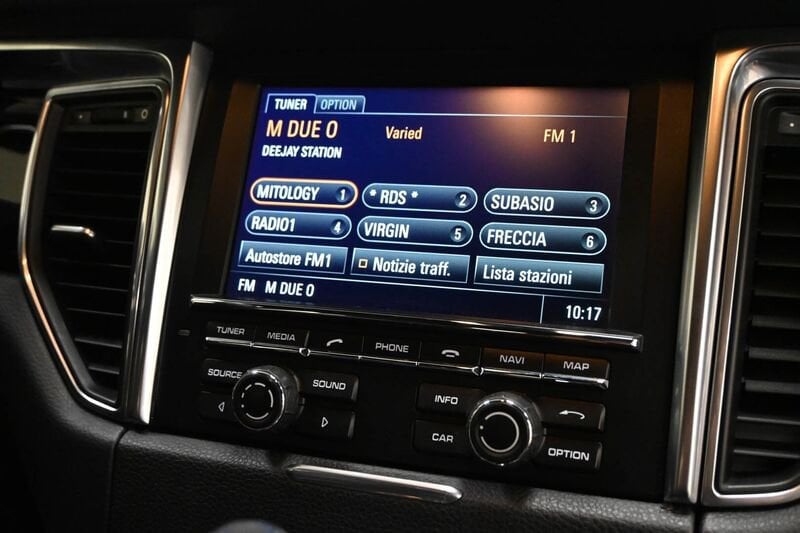 TUNER OPTION
M DUE O Varied FM 1
DEEJAY STATION
MITOLOGY 1 * RDS * 2 SUBASIO 3
RADIO1 4 VIRGIN 5 FRECCIA 6
Autostore FM1 Notizie traff. Lista stazioni
FM M DUE O 10:17
TUNER MEDIA PHONE NAVI MAP
SOURCE SOUND INFO
CAR OPTION